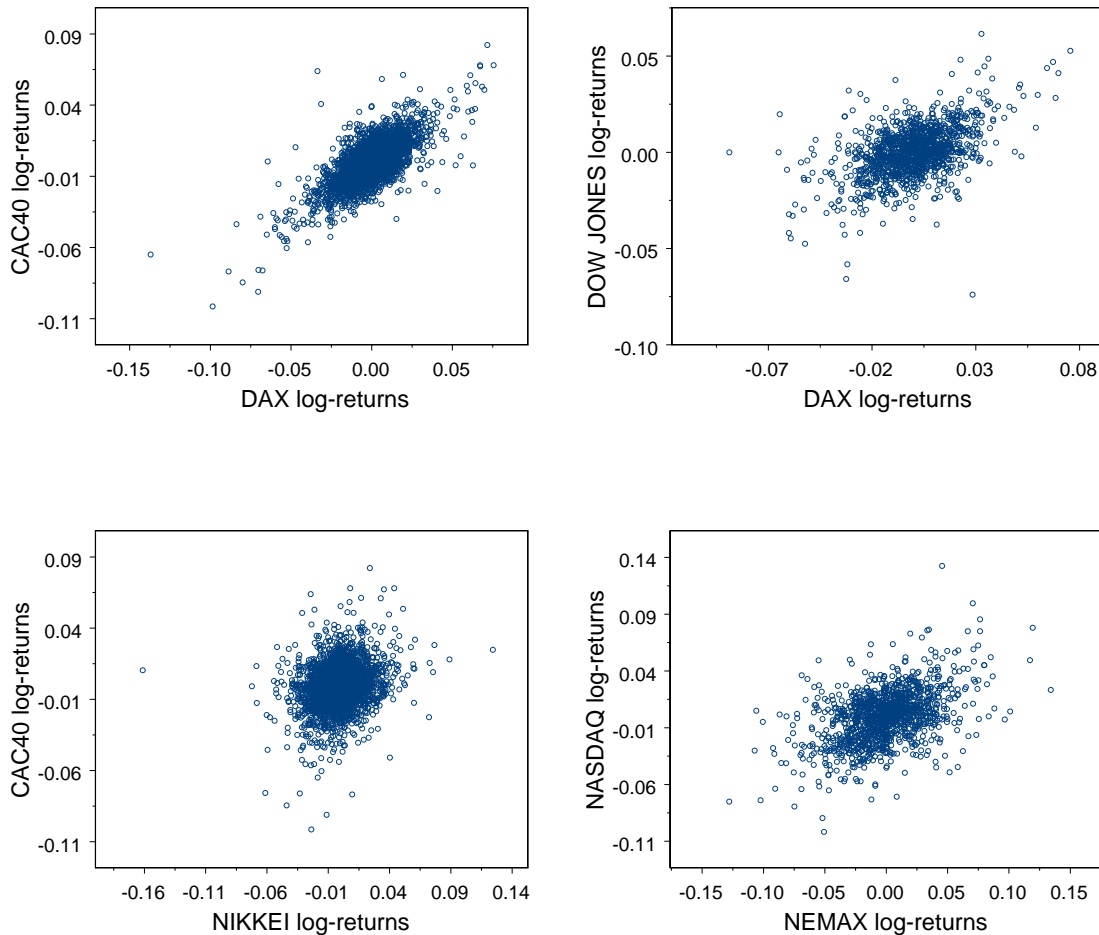 0.09
0.04
-0.01
-0.06
-0.11
CAC40 log-returns
-0.15 -0.10 -0.05 0.00 0.05
DAX log-returns
0.05
0.00
-0.05
-0.10
DOW JONES log-returns
-0.07 -0.02 0.03 0.08
DAX log-returns
0.09
0.04
-0.01
-0.06
-0.11
CAC40 log-returns
-0.16 -0.06 -0.01 0.04 0.09 0.14
NIKKEI log-returns
0.14
0.09
0.04
-0.01
-0.06
-0.11
NASDAQ log-returns
-0.15 -0.10 -0.05 0.00 0.05 0.10 0.15
NEMAX log-returns